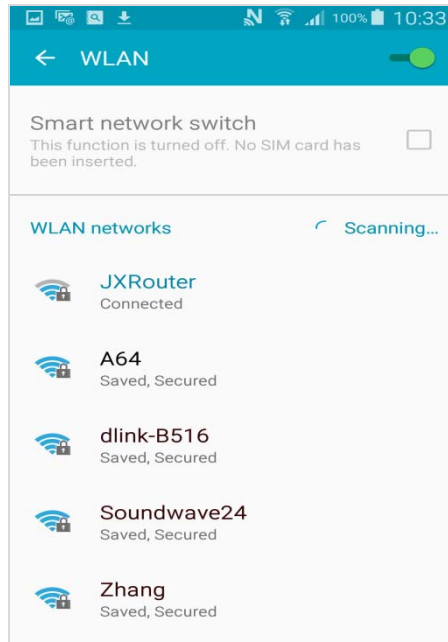 100% 10:33
WLAN
Smart network switch
This function is turned off. No SIM card has
been inserted.
WLAN networks Scanning...
JXRouter
Connected
A64
Saved, Secured
dlink-B516
Saved, Secured
Soundwave24
Saved, Secured
Zhang
Saved, Secured